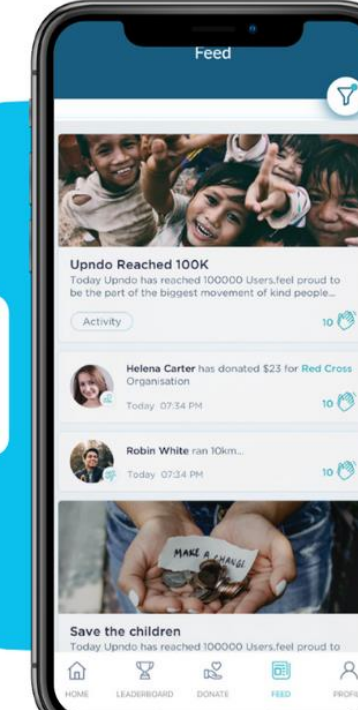 Feed
Upndo Reached 100K
Today Upndo has reached 100000 Users,feel proud to
be the part of the biggest movement of kind people...
Activity
10
Helena Carter has donated $23 for Red Cross
Organisation
Today 07:34 PM
10
Robin White ran 10km...
Today 07:34 PM
10
MAKE A CHANGE
Save the children
Today Upndo has reached 100000 Users,feel proud to
HOME LEADERBOARD DONATE FEED PROFIL